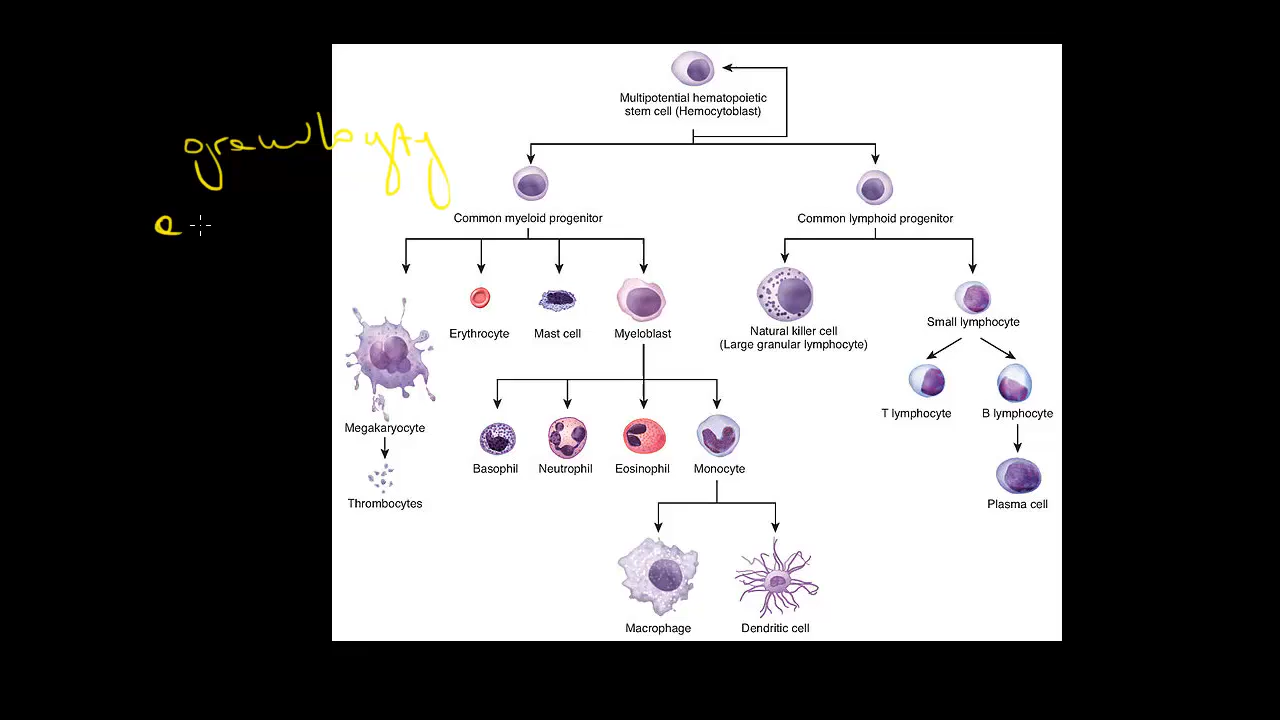 Multipotential hematopoietic
stem cell (Hemocytoblast)
Common myeloid progenitor
Common lymphoid progenitor
Erythrocyte
Mast cell
Myeloblast
Natural killer cell
(Large granular lymphocyte)
Small lymphocyte
T lymphocyte
B lymphocyte
Megakaryocyte
Basophil
Neutrophil
Eosinophil
Monocyte
Thrombocytes
Plasma cell
Macrophage
Dendritic cell